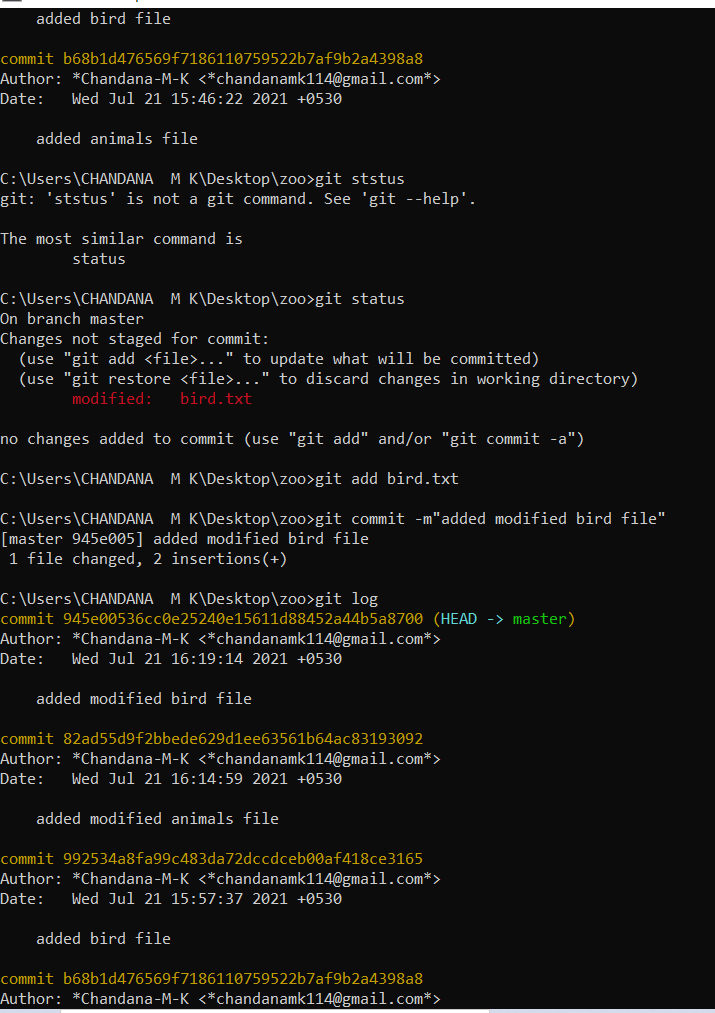 added bird file
commit b68b1d476569f7186110759522b7af9b2a4398a8
Author: *Chandana-M-K <*chandanamk114@gmail.com*>
Date:   Wed Jul 21 15:46:22 2021 +0530
added animals file
C:\Users\CHANDANA  M K\Desktop\zoo>git ststus
git: 'ststus' is not a git command. See 'git --help'.
The most similar command is
status
C:\Users\CHANDANA  M K\Desktop\zoo>git status
On branch master
Changes not staged for commit:
(use "git add <file>..." to update what will be committed)
(use "git restore <file>..." to discard changes in working directory)
modified:   bird.txt
no changes added to commit (use "git add" and/or "git commit -a")
C:\Users\CHANDANA  M K\Desktop\zoo>git add bird.txt
C:\Users\CHANDANA  M K\Desktop\zoo>git commit -m"added modified bird file"
[master 945e005] added modified bird file
1 file changed, 2 insertions(+)
C:\Users\CHANDANA  M K\Desktop\zoo>git log
commit 945e00536cc0e25240e15611d88452a44b5a8700 (HEAD -> master)
Author: *Chandana-M-K <*chandanamk114@gmail.com*>
Date:   Wed Jul 21 16:19:14 2021 +0530
added modified bird file
commit 82ad55d9f2bbede629d1ee63561b64ac83193092
Author: *Chandana-M-K <*chandanamk114@gmail.com*>
Date:   Wed Jul 21 16:14:59 2021 +0530
added modified animals file
commit 992534a8fa99c483da72dccdceb00af418ce3165
Author: *Chandana-M-K <*chandanamk114@gmail.com*>
Date:   Wed Jul 21 15:57:37 2021 +0530
added bird file
commit b68b1d476569f7186110759522b7af9b2a4398a8
Author: *Chandana-M-K <*chandanamk114@gmail.com*>